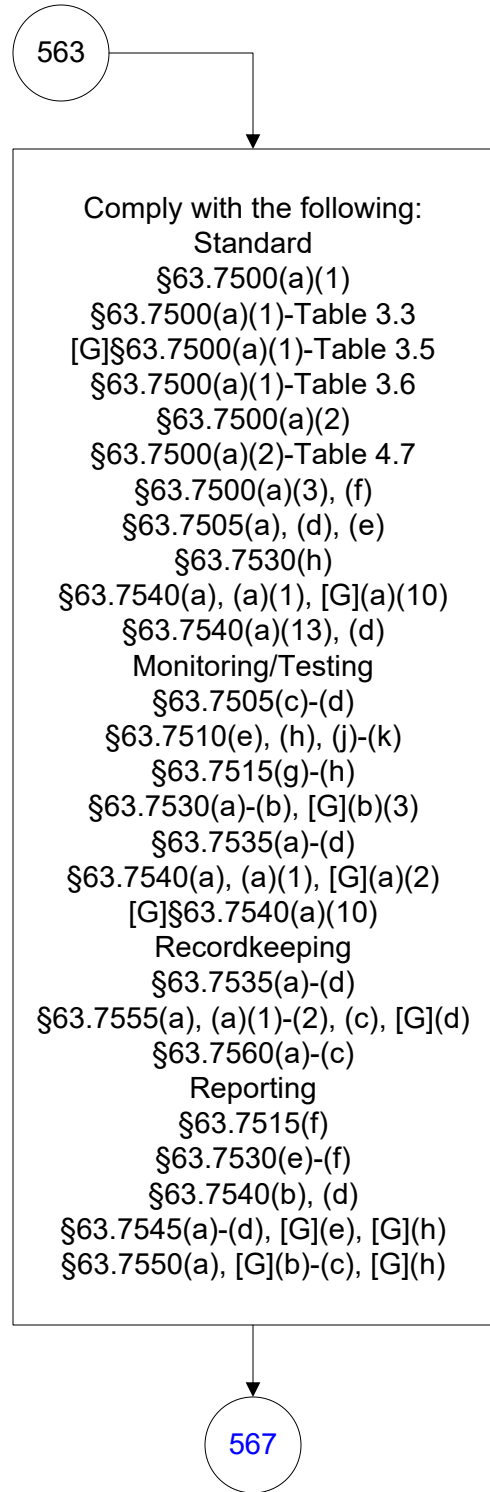 563
Comply with the following:
Standard
§63.7500(a)(1)
§63.7500(a)(1)-Table 3.3
[G]§63.7500(a)(1)-Table 3.5
§63.7500(a)(1)-Table 3.6
§63.7500(a)(2)
§63.7500(a)(2)-Table 4.7
§63.7500(a)(3), (f)
§63.7505(a), (d), (e)
§63.7530(h)
§63.7540(a), (a)(1), [G](a)(10)
§63.7540(a)(13), (d)
Monitoring/Testing
§63.7505(c)-(d)
§63.7510(e), (h), (j)-(k)
§63.7515(g)-(h)
§63.7530(a)-(b), [G](b)(3)
§63.7535(a)-(d)
§63.7540(a), (a)(1), [G](a)(2)
[G]§63.7540(a)(10)
Recordkeeping
§63.7535(a)-(d)
§63.7555(a), (a)(1)-(2), (c), [G](d)
§63.7560(a)-(c)
Reporting
§63.7515(f)
§63.7530(e)-(f)
§63.7540(b), (d)
§63.7545(a)-(d), [G](e), [G](h)
§63.7550(a), [G](b)-(c), [G](h)
567